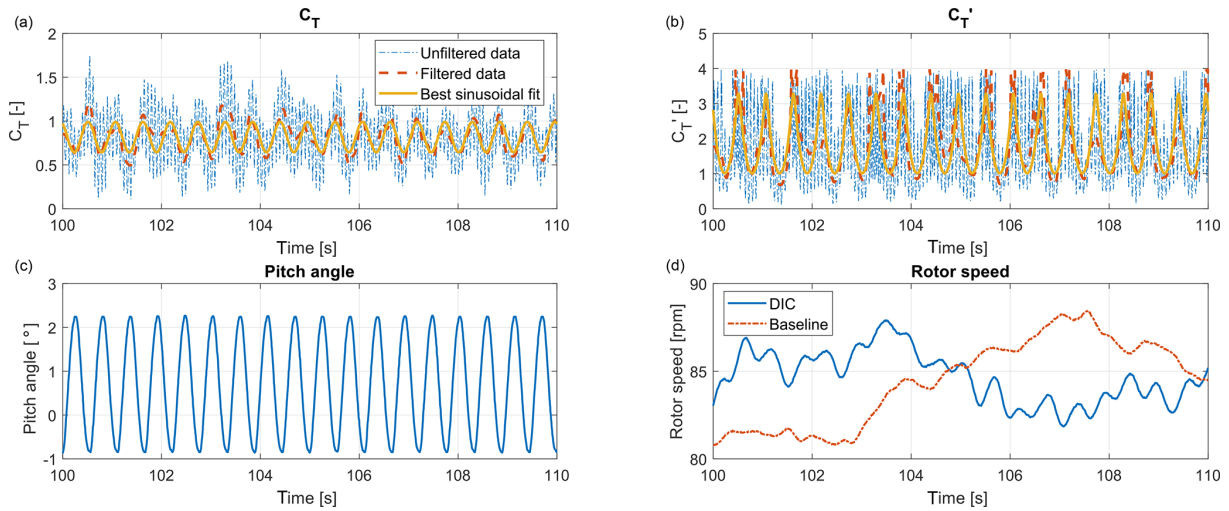 (a)
C_T
2
1.5
1
0.5
0
C_T [-]
Unfiltered data
Filtered data
Best sinusoidal fit
100 102 104 106 108 110
Time [s]
(b)
C_T'
5
4
3
2
1
0
C_T' [-]
100 102 104 106 108 110
Time [s]
(c)
Pitch angle
3
2
1
0
-1
Pitch angle [°]
100 102 104 106 108 110
Time [s]
(d)
Rotor speed
90
85
80
Rotor speed [rpm]
DIC
Baseline
100 102 104 106 108 110
Time [s]